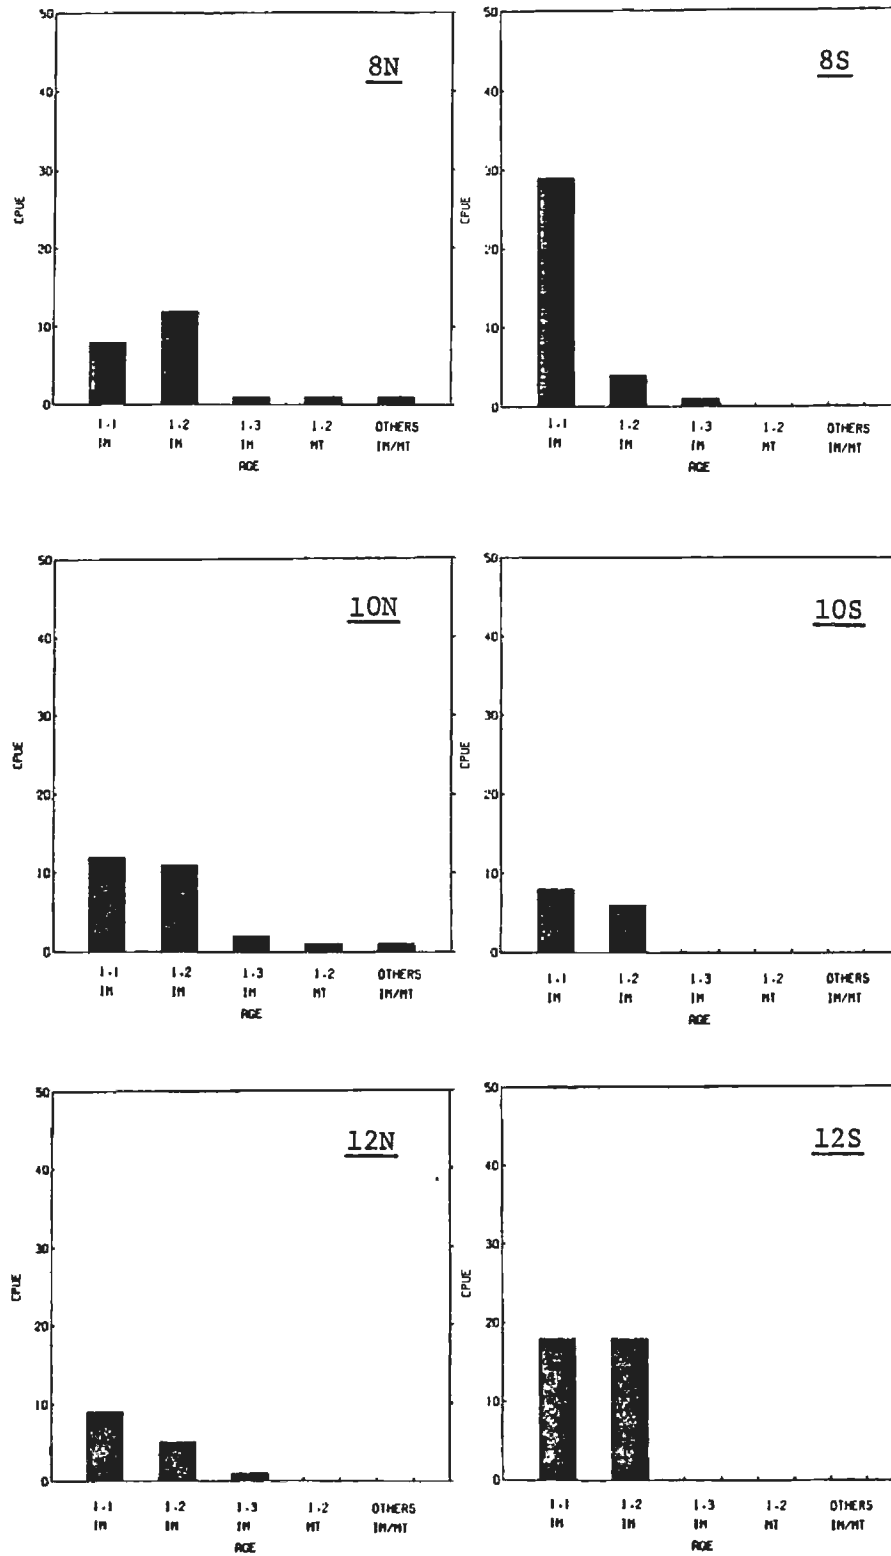 8N
50
40
30
20
10
0
CPUE
1.1 1.2 1.3 1.2 OTHERS
IM IM IM MT IM/MT
AGE
8S
50
40
30
20
10
0
CPUE
1.1 1.2 1.3 1.2 OTHERS
IM IM IM MT IM/MT
AGE
10N
50
40
30
20
10
0
CPUE
1.1 1.2 1.3 1.2 OTHERS
IM IM IM MT IM/MT
AGE
10S
50
40
30
20
10
0
CPUE
1.1 1.2 1.3 1.2 OTHERS
IM IM IM MT IM/MT
AGE
12N
50
40
30
20
10
0
CPUE
1.1 1.2 1.3 1.2 OTHERS
IM IM IM MT IM/MT
AGE
12S
50
40
30
20
10
0
CPUE
1.1 1.2 1.3 1.2 OTHERS
IM IM IM MT IM/MT
AGE